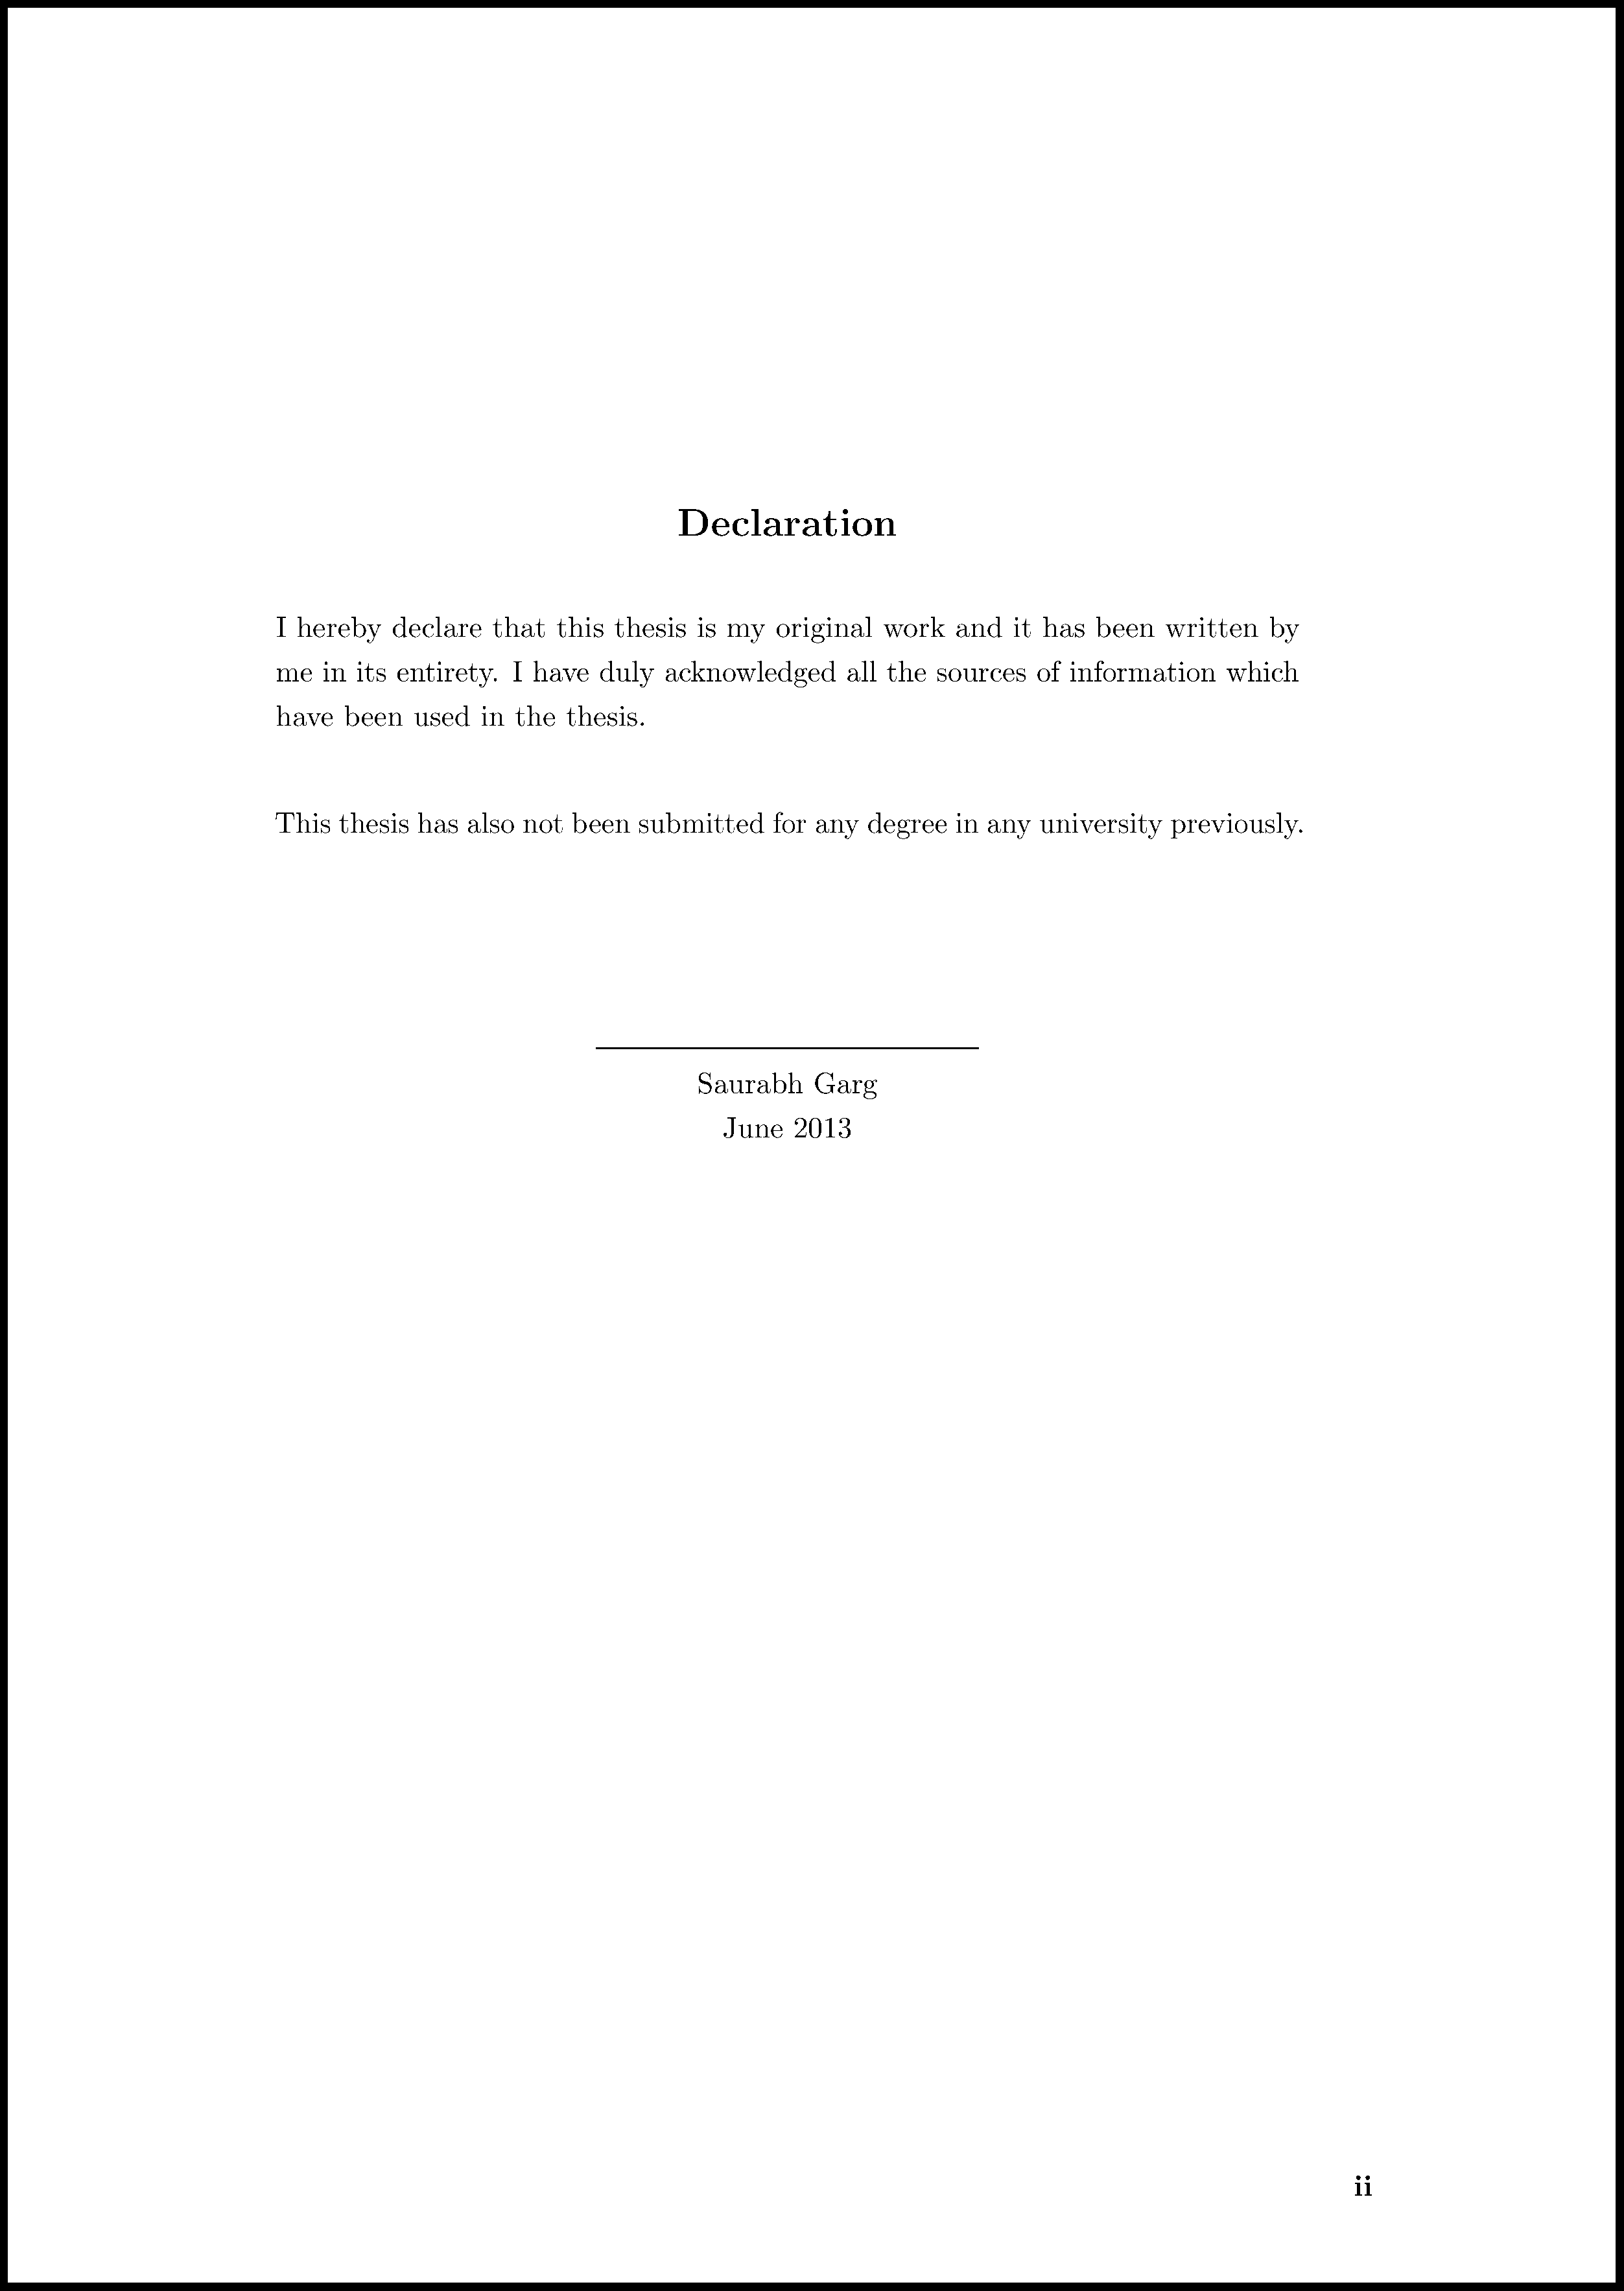 Declaration
I hereby declare that this thesis is my original work and it has been written by
me in its entirety. I have duly acknowledged all the sources of information which
have been used in the thesis.
This thesis has also not been submitted for any degree in any university previously.
Saurabh Garg
June 2013
ii